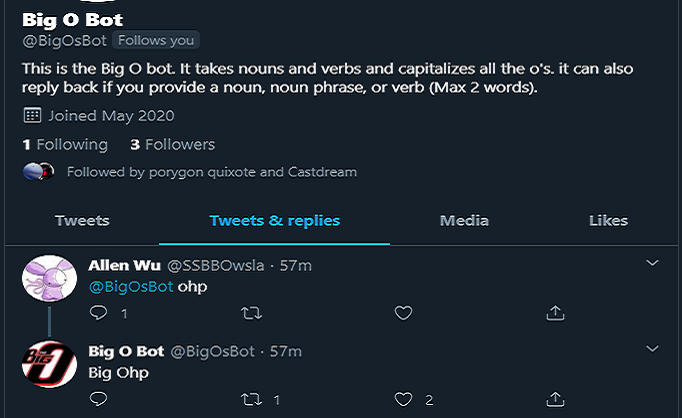 Big O Bot
@BigOsBot Follows you
This is the Big O bot. It takes nouns and verbs and capitalizes all the o's. it can also
reply back if you provide a noun, noun phrase, or verb (Max 2 words).
Joined May 2020
1 Following 3 Followers
Followed by porygon quixote and Castdream
Tweets Tweets & replies Media Likes
Allen Wu @SSBBOwsla · 57m
@BigOsBot ohp
1
Big O Bot @BigOsBot · 57m
Big Ohp
1 2